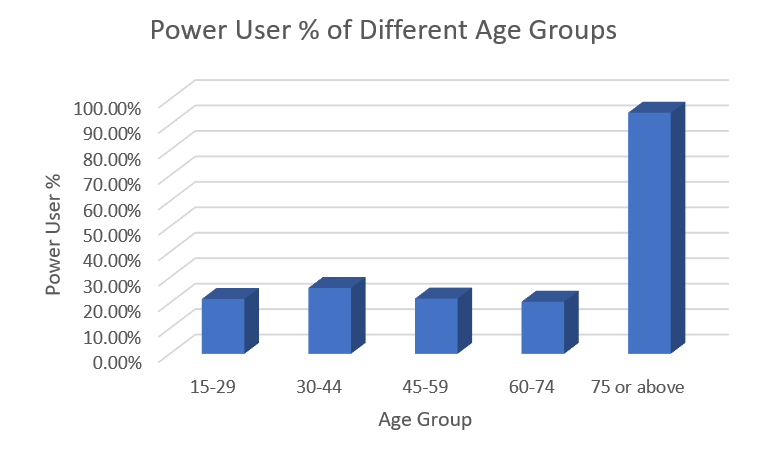 Power User % of Different Age Groups
100.00%
90.00%
80.00%
70.00%
60.00%
50.00%
40.00%
30.00%
20.00%
10.00%
0.00%
Power User %
15-29 30-44 45-59 60-74 75 or above
Age Group